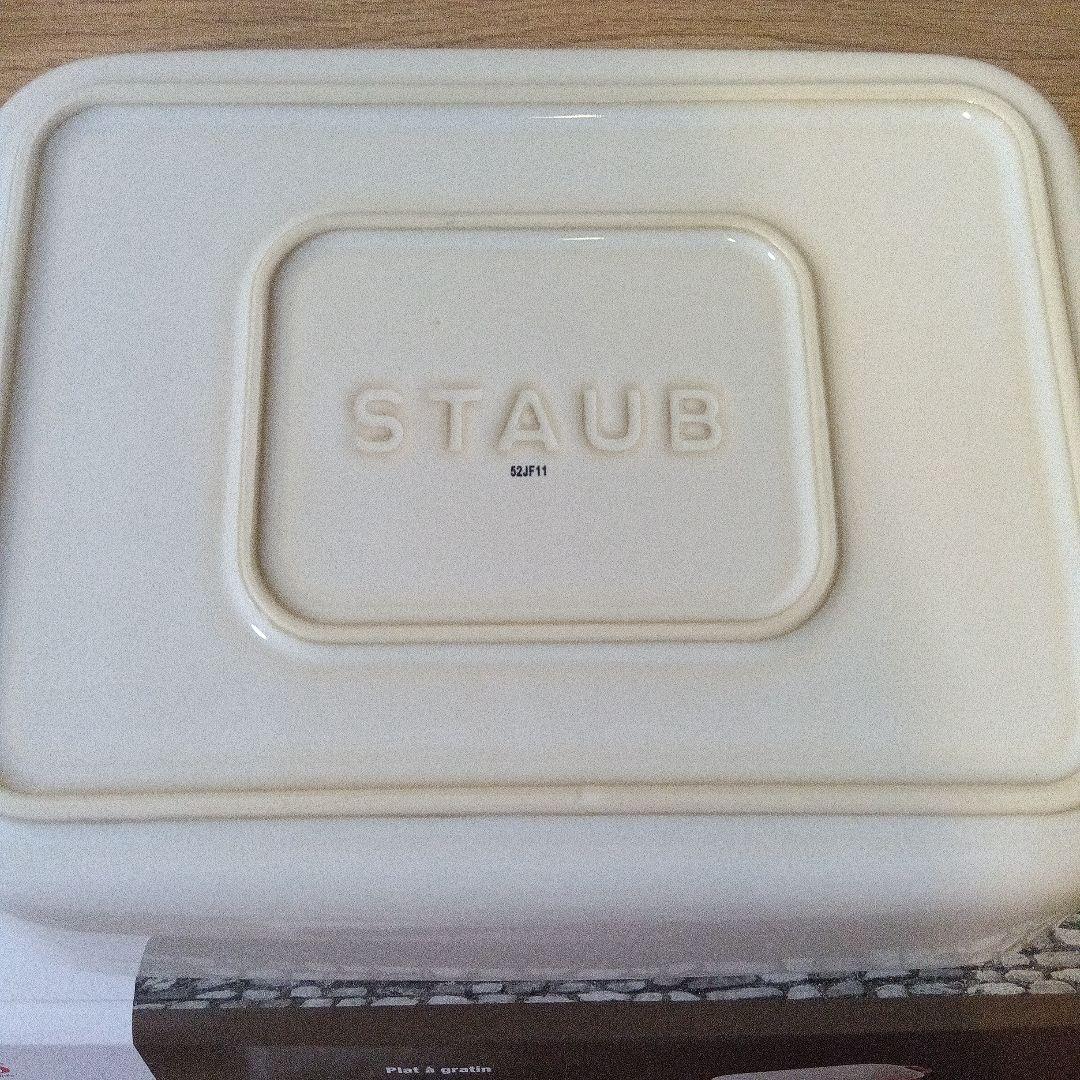 STAUB
52JF11
Plat à gratin